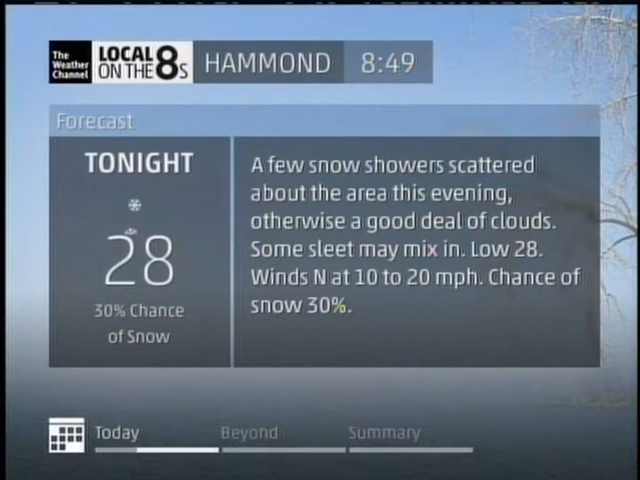 The
Weather
Channel
LOCAL
ON THE 8s
HAMMOND 8:49
Forecast
TONIGHT
28
30% Chance
of Snow
A few snow showers scattered
about the area this evening,
otherwise a good deal of clouds.
Some sleet may mix in. Low 28.
Winds N at 10 to 20 mph. Chance of
snow 30%.
Today Beyond Summary